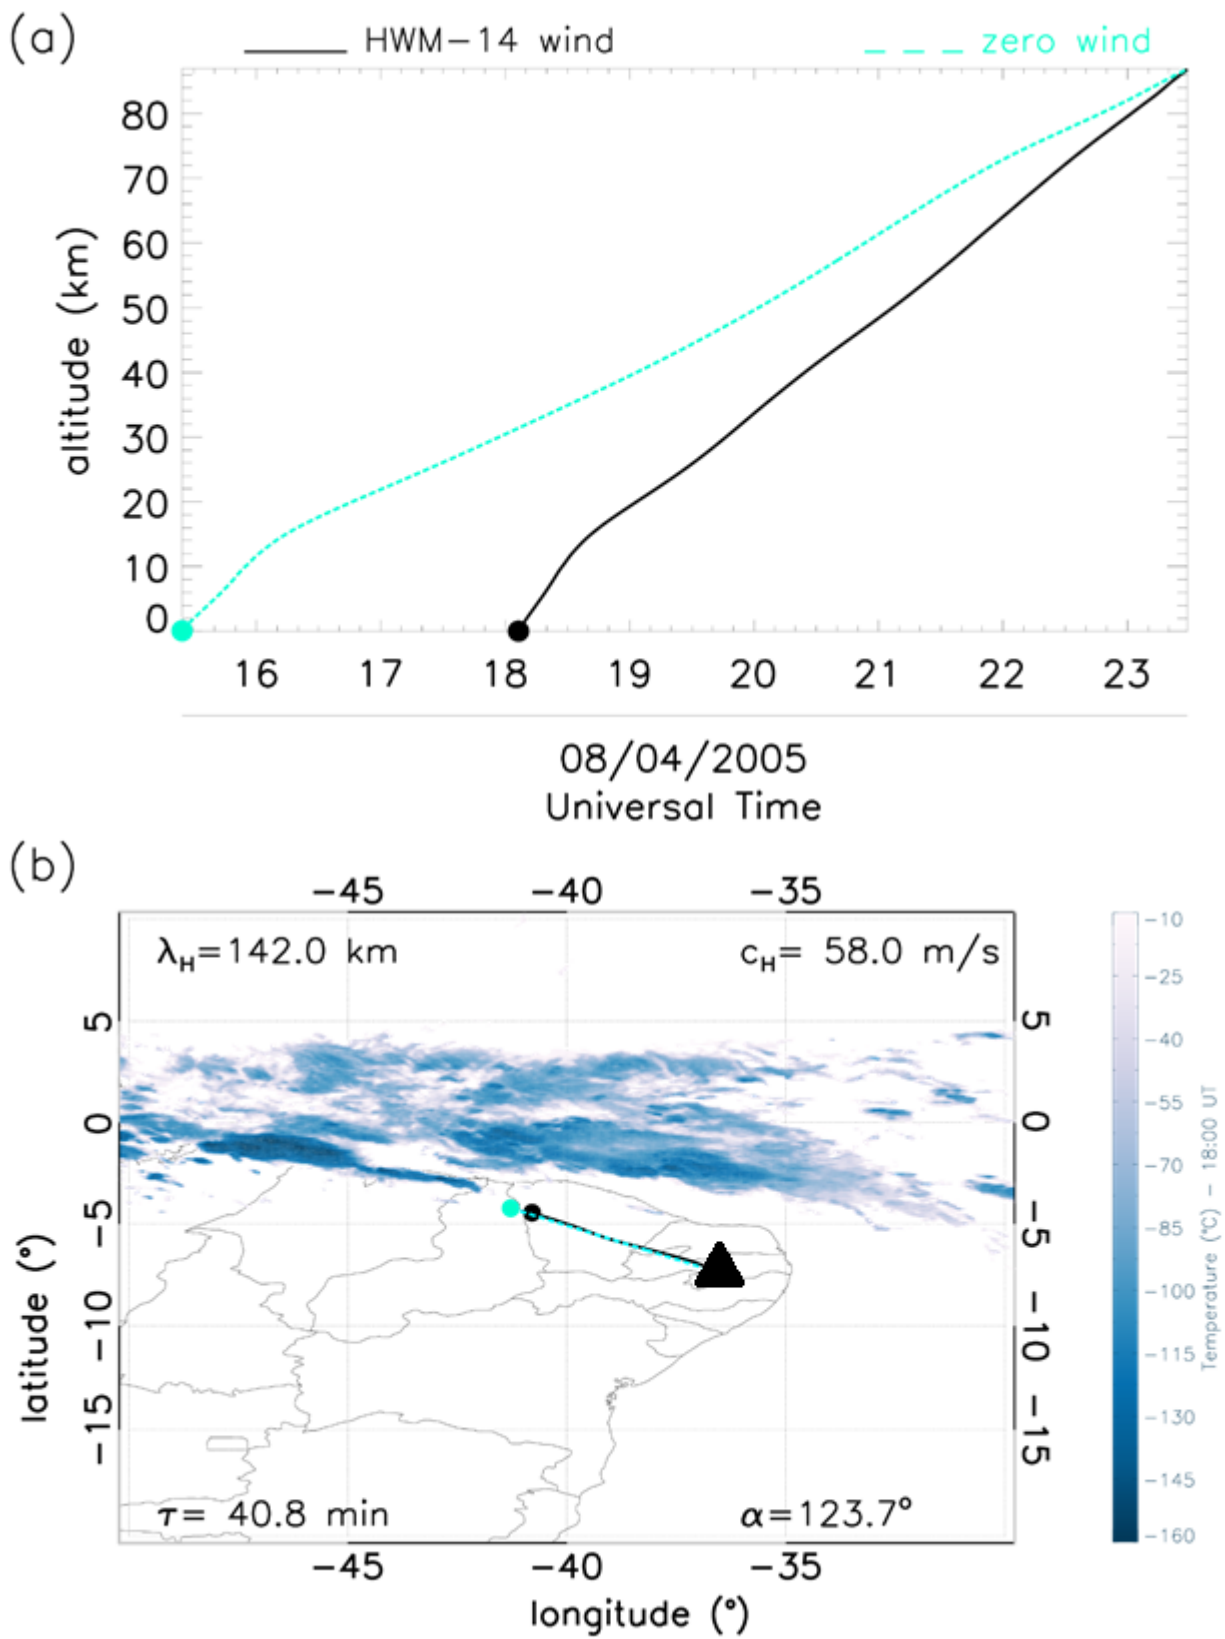 (a)
HWM−14 wind
zero wind
80
70
60
50
40
30
20
10
0
altitude (km)
16 17 18 19 20 21 22 23
08/04/2005
Universal Time
(b)
−45 −40 −35
λH=142.0 km
cH= 58.0 m/s
5
0
−5
−10
−15
latitude (°)
5
0
−5
−10
−15
τ= 40.8 min
α=123.7°
−45 −40 −35
longitude (°)
−10
−25
−40
−55
−70
−85
−100
−115
−130
−145
−160
Temperature (°C) − 18:00 UT